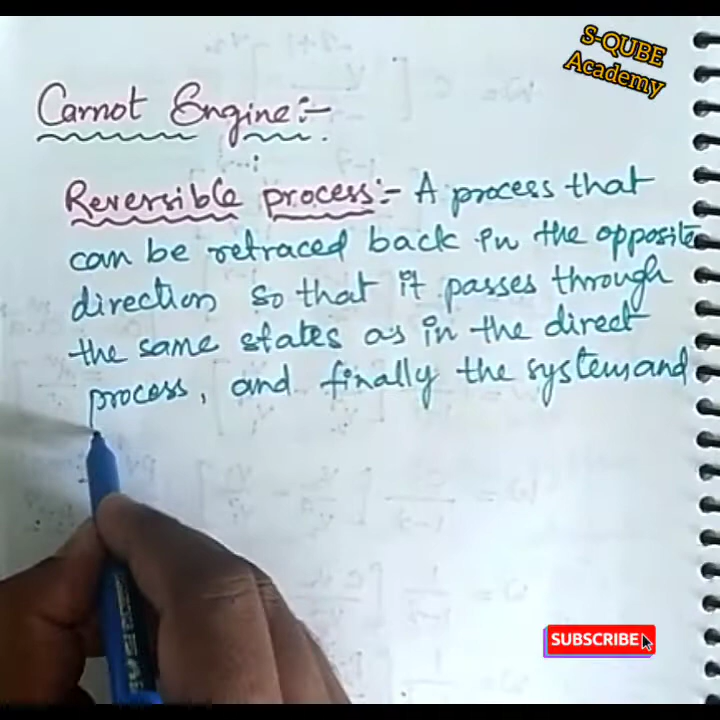 S-QUBE
Academy
Carnot Engine:-
Reversible process:- A process that
can be retraced back in the opposite
direction so that it passes through
the same states as in the direct
process, and finally the system and
SUBSCRIBE